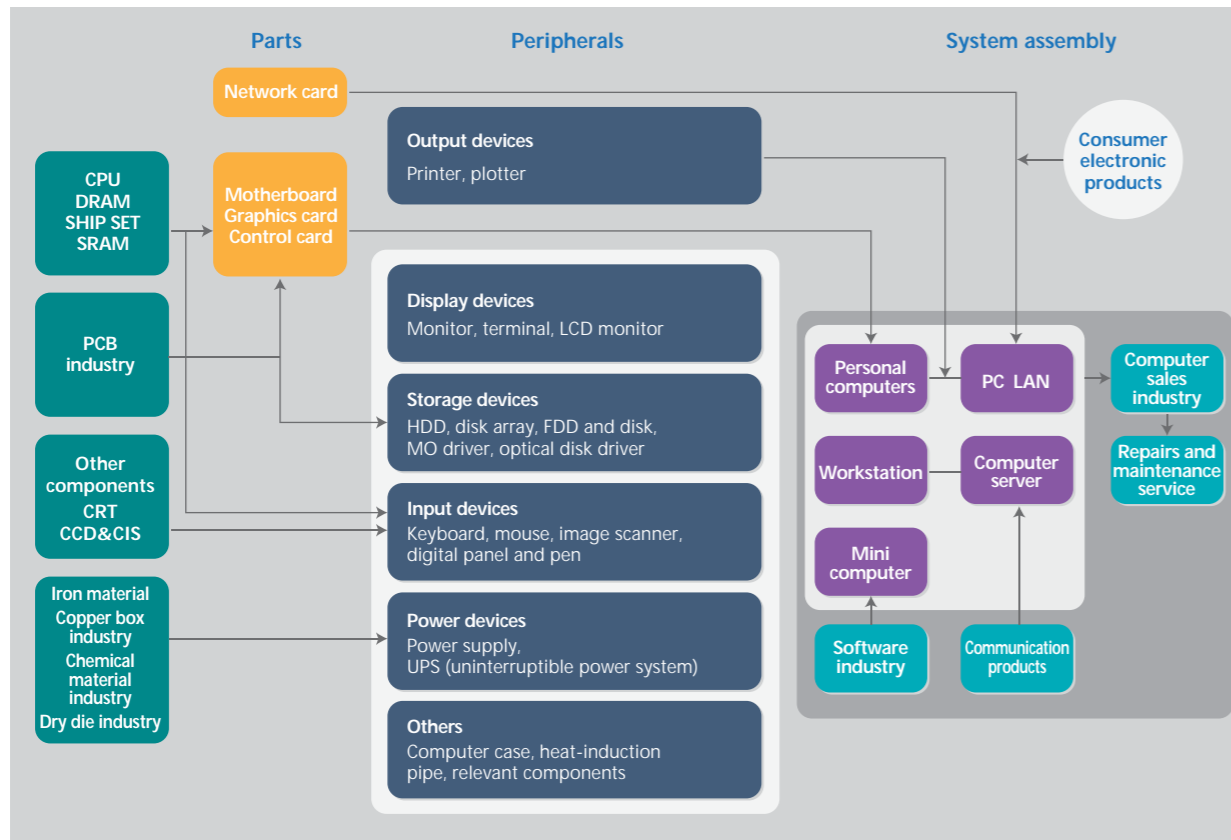 Parts
Peripherals
System assembly
Network card
Output devices
Printer, plotter
Consumer
electronic
products
CPU
DRAM
SHIP SET
SRAM
Motherboard
Graphics card
Control card
Display devices
Monitor, terminal, LCD monitor
PCB
industry
Personal
computers
PC LAN
Computer
sales
industry
Storage devices
HDD, disk array, FDD and disk,
MO driver, optical disk driver
Other
components
CRT
CCD&CIS
Workstation
Computer
server
Repairs and
maintenance
service
Input devices
Keyboard, mouse, image scanner,
digital panel and pen
Mini
computer
Iron material
Copper box
industry
Chemical
material
industry
Dry die industry
Power devices
Power supply,
UPS (uninterruptible power system)
Software
industry
Communication
products
Others
Computer case, heat-induction
pipe, relevant components